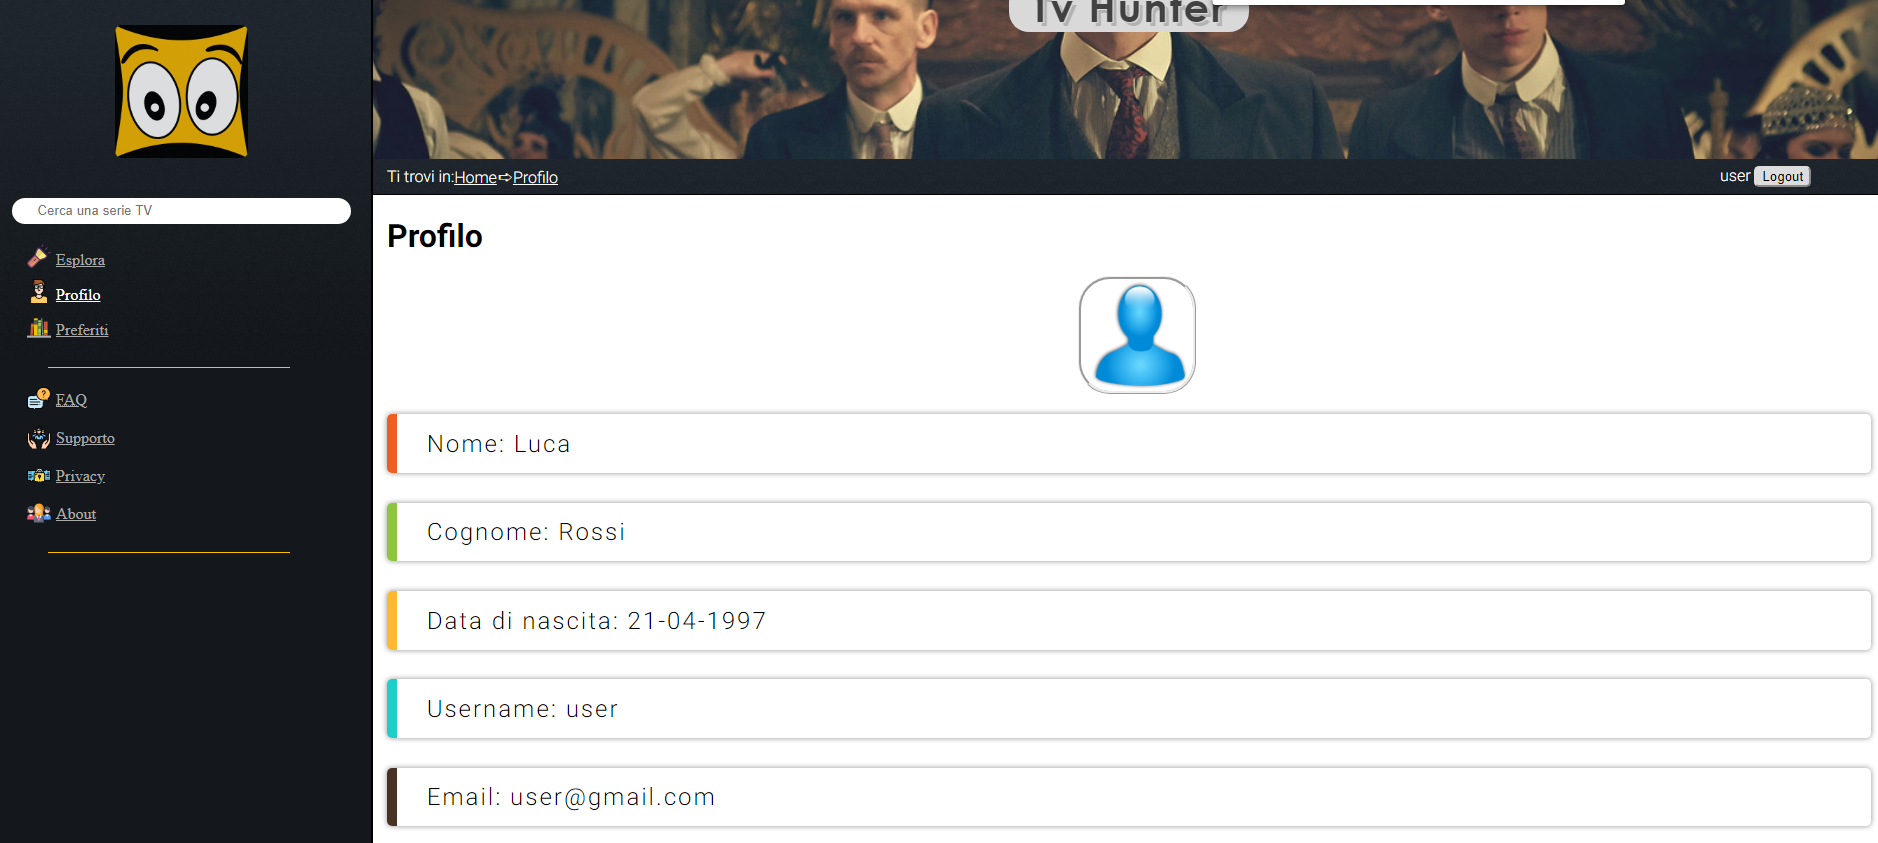 Tv Hunter
Cerca una serie TV
Esplora
Profilo
Preferiti
FAQ
Supporto
Privacy
About
Ti trovi in:Home➪Profilo
user Logout
Profilo
Nome: Luca
Cognome: Rossi
Data di nascita: 21-04-1997
Username: user
Email: user@gmail.com